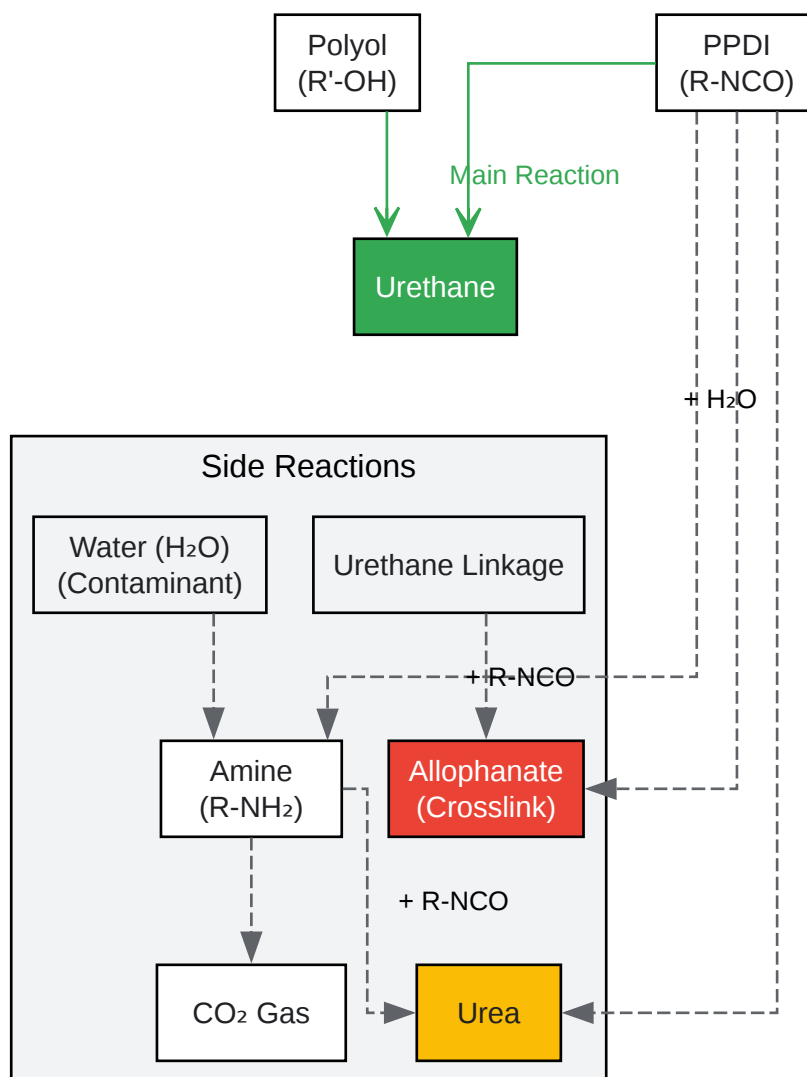 Polyol
(R'-OH)
PPDI
(R-NCO)
Main Reaction
Urethane
+ H₂O
Side Reactions
Water (H₂O)
(Contaminant)
Urethane Linkage
+ R-NCO
Amine
(R-NH₂)
Allophanate
(Crosslink)
+ R-NCO
CO₂ Gas
Urea